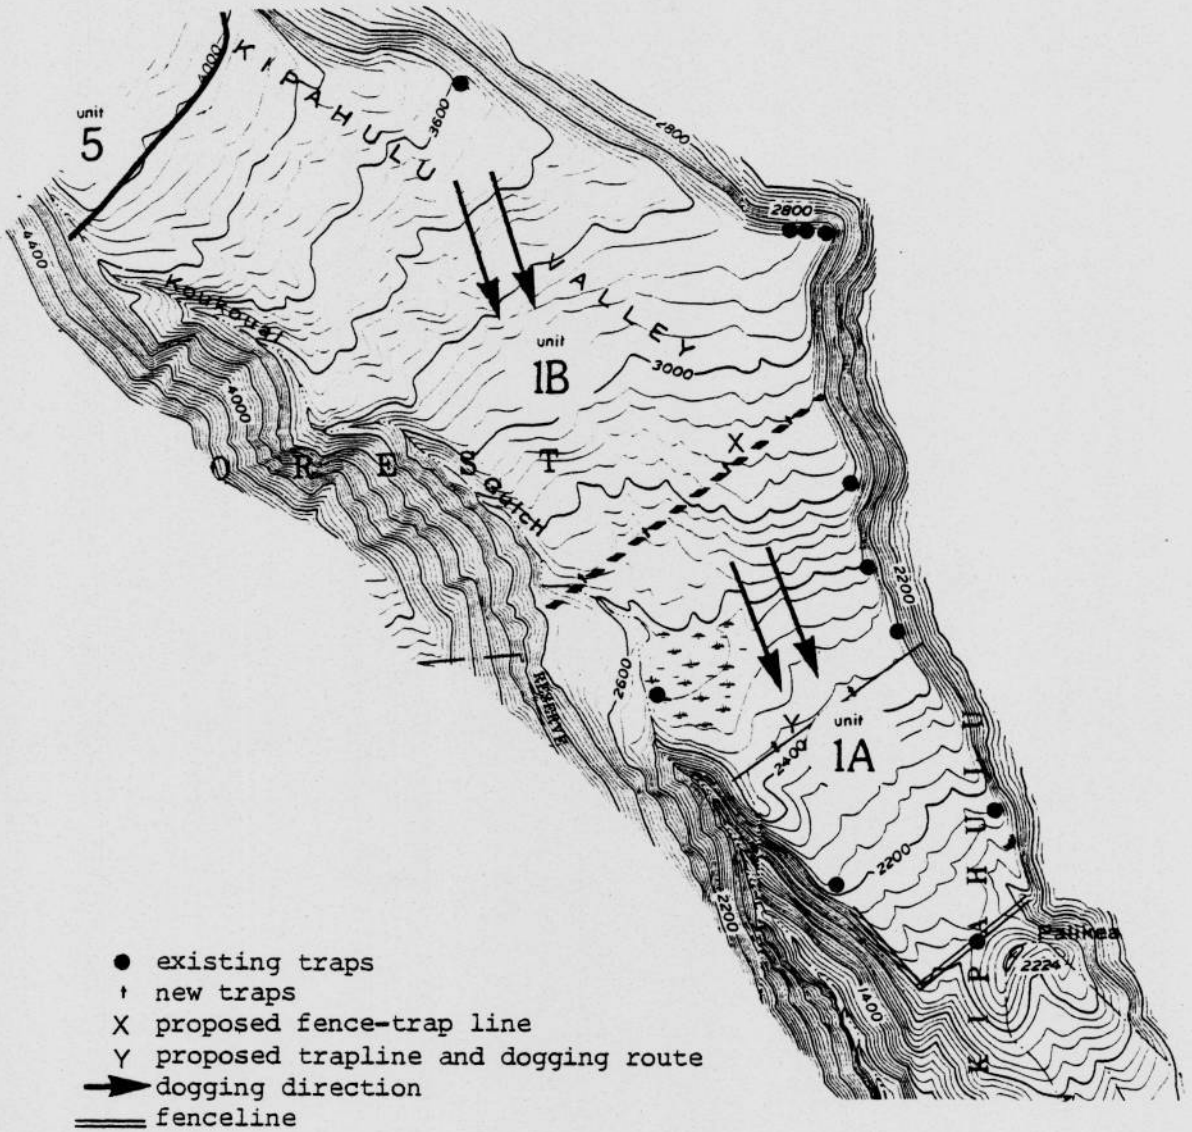 4000
KIPAHULU
unit
5
3600
2800
4400
2800
Koukouai
VALLEY
unit
1B
3000
4000
X
OREST
Gulch
2200
2600
RESERVE
Y
unit
1A
2400
2200
2200
KIPAHULU
Palikea
2224
1400
existing traps
new traps
X proposed fence-trap line
Y proposed trapline and dogging route
dogging direction
fenceline